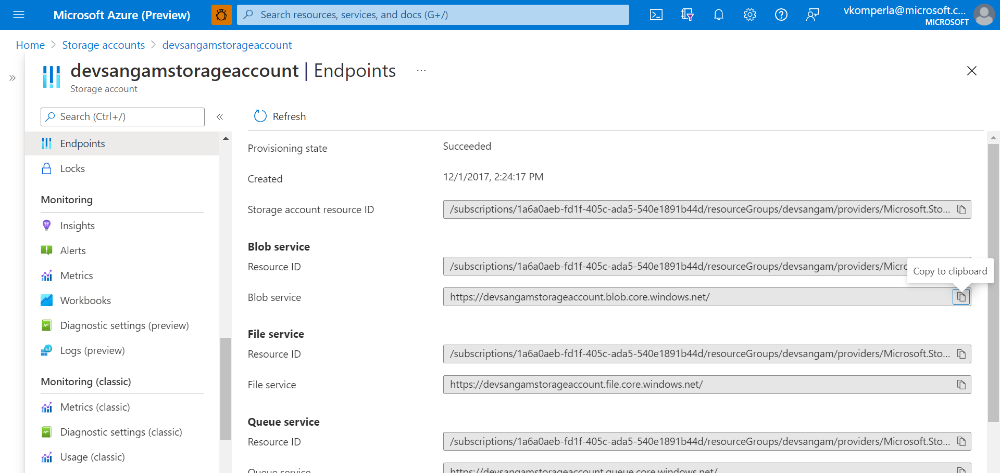 Microsoft Azure (Preview)
Search resources, services, and docs (G+/)
vkomperla@microsoft.c...
MICROSOFT
Home > Storage accounts > devsangamstorageaccount
devsangamstorageaccount | Endpoints ...
Storage account
Search (Ctrl+/)
Endpoints
Locks
Monitoring
Insights
Alerts
Metrics
Workbooks
Diagnostic settings (preview)
Logs (preview)
Monitoring (classic)
Metrics (classic)
Diagnostic settings (classic)
Usage (classic)
Refresh
Provisioning state
Succeeded
Created
12/1/2017, 2:24:17 PM
Storage account resource ID
/subscriptions/1a6a0aeb-fd1f-405c-ada5-540e1891b44d/resourceGroups/devsangam/providers/Microsoft.Sto...
Blob service
Resource ID
/subscriptions/1a6a0aeb-fd1f-405c-ada5-540e1891b44d/resourceGroups/devsangam/providers/Micro
Copy to clipboard
Blob service
https://devsangamstorageaccount.blob.core.windows.net/
File service
Resource ID
/subscriptions/1a6a0aeb-fd1f-405c-ada5-540e1891b44d/resourceGroups/devsangam/providers/Microsoft.Sto...
File service
https://devsangamstorageaccount.file.core.windows.net/
Queue service
Resource ID
/subscriptions/1a6a0aeb-fd1f-405c-ada5-540e1891b44d/resourceGroups/devsangam/providers/Microsoft.Sto...
Queue service
https://devsangamstorageaccount.queue.core.windows.net/